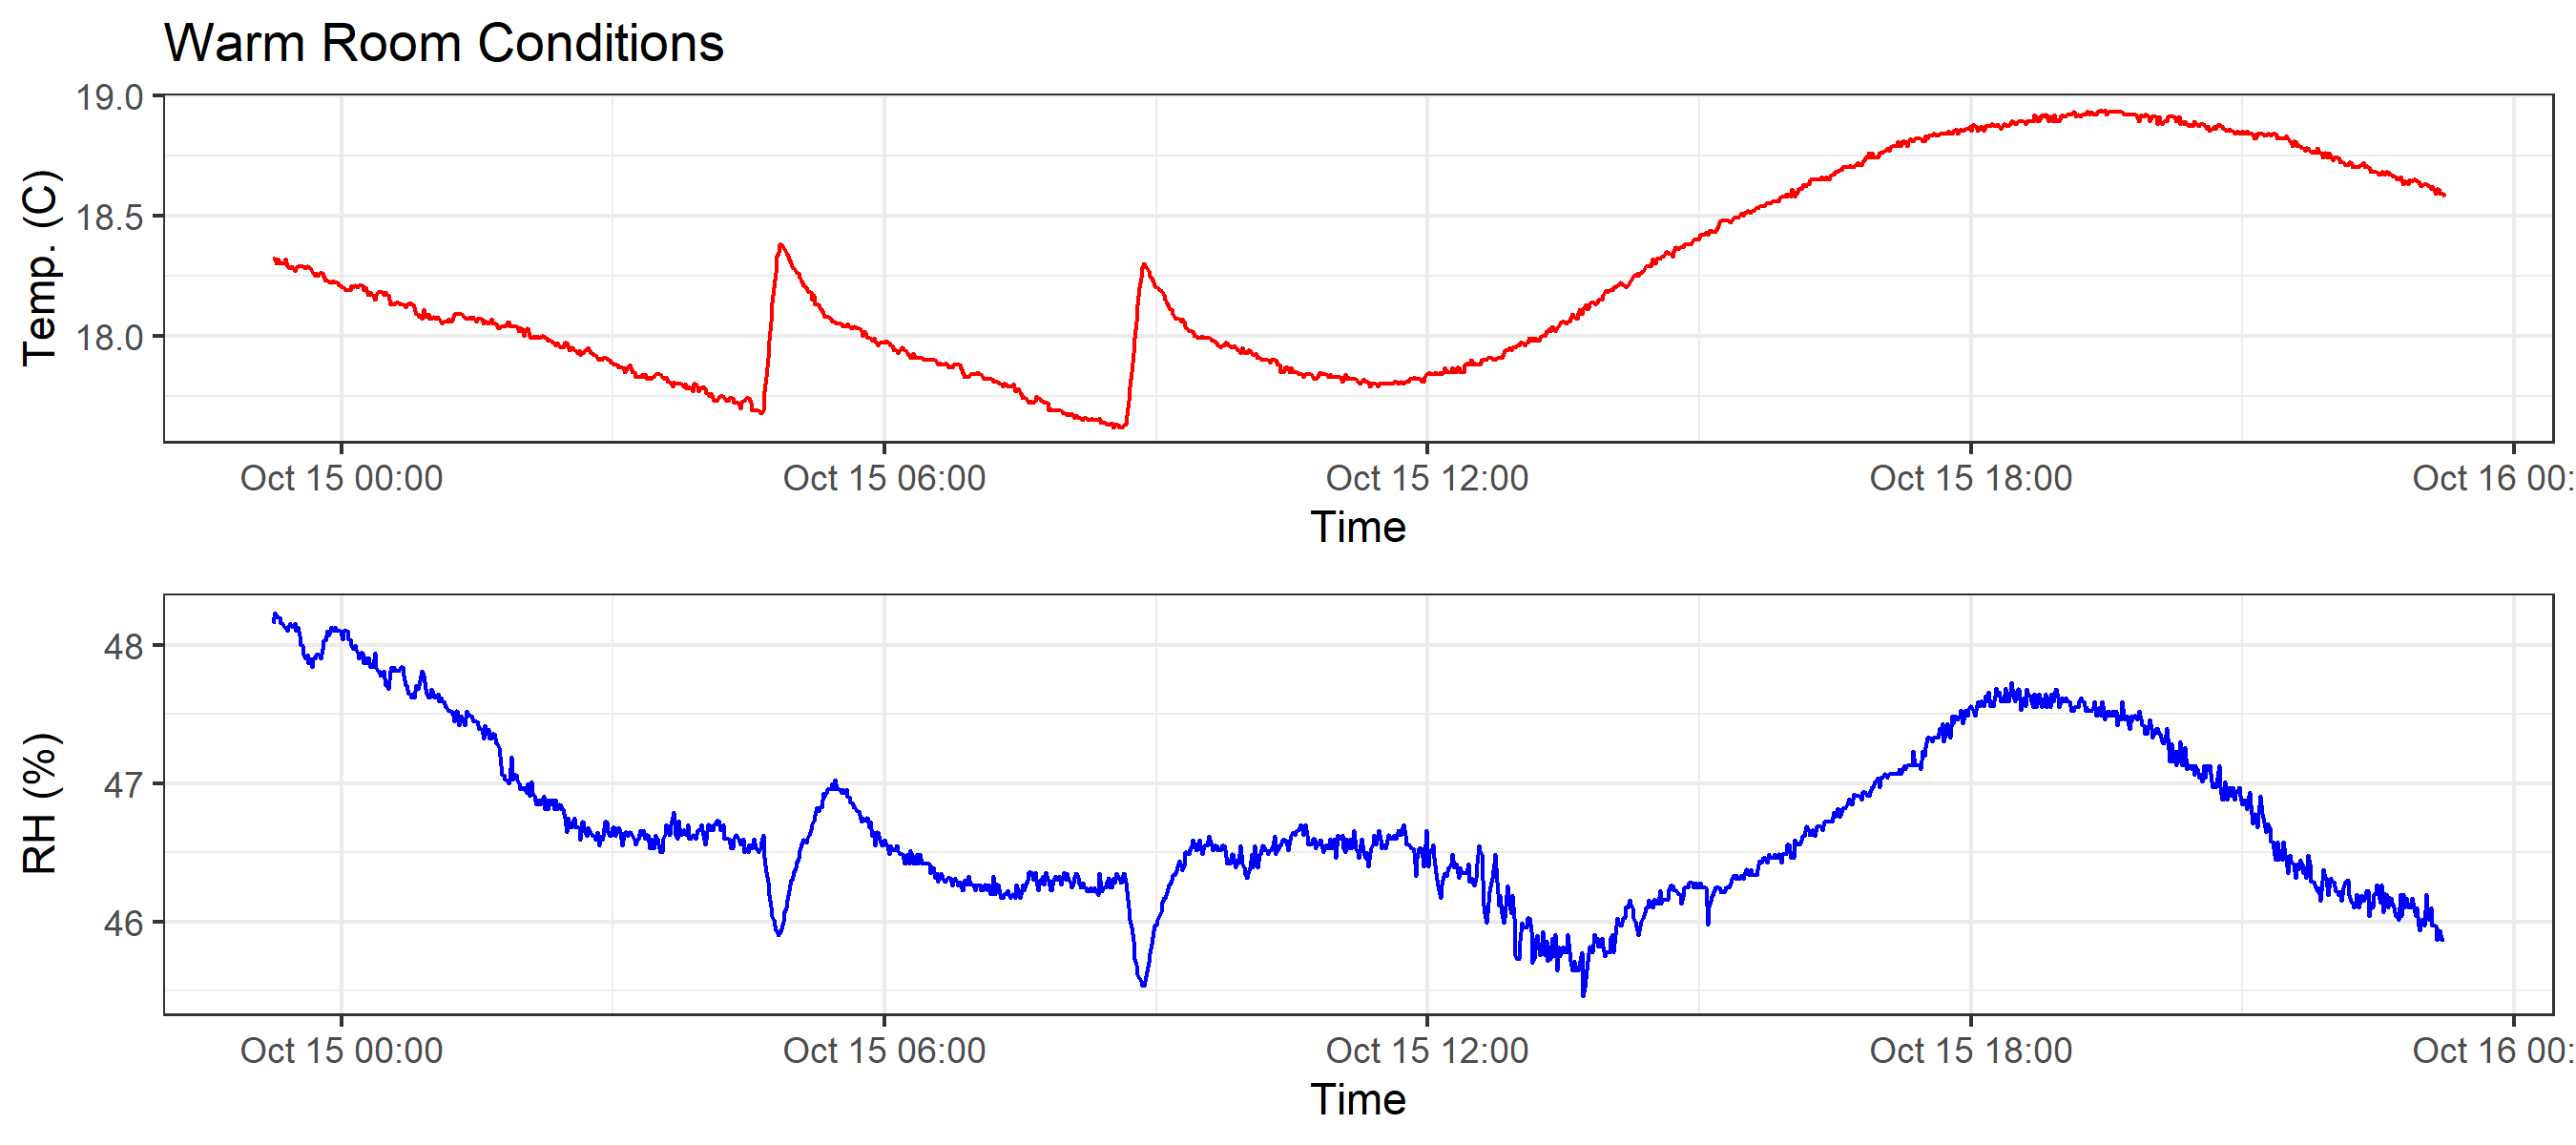 Warm Room Conditions
19.0
18.5
18.0
Temp. (C)
Oct 15 00:00 Oct 15 06:00 Oct 15 12:00 Oct 15 18:00 Oct 16 00:
Time
48
47
46
RH (%)
Oct 15 00:00 Oct 15 06:00 Oct 15 12:00 Oct 15 18:00 Oct 16 00:
Time